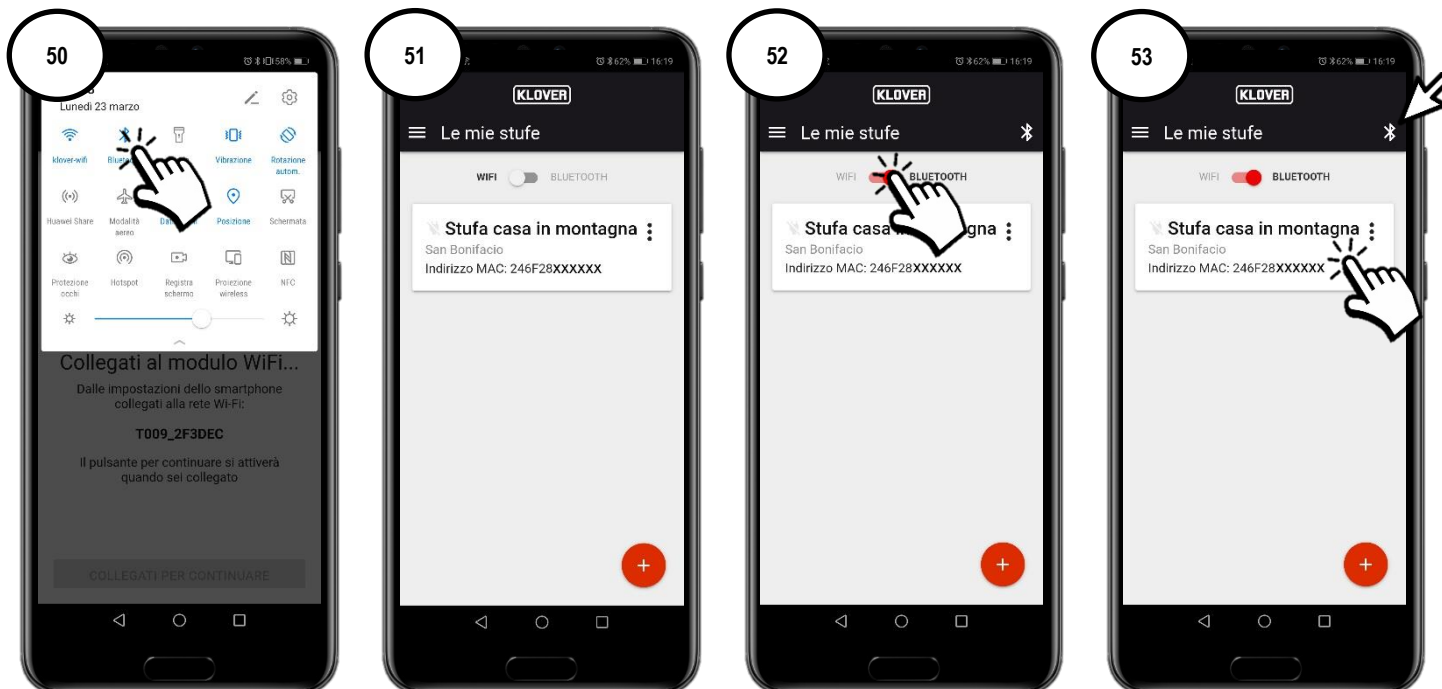 50
58%
Lunedì 23 marzo
klover-wifi Vibrazione Rotazione
autom.
Huawei Share Modalità Posizione Schermata
aereo
Protezione Hotspot Registra Proiezione NFC
occhi schermo wireless
Collegati al modulo WiFi...
Dalle impostazioni dello smartphone
collegati alla rete Wi-Fi:
T009_2F3DEC
Il pulsante per continuare si attiverà
quando sei collegato
COLLEGATI PER CONTINUARE
51
62% 16:19
KLOVER
Le mie stufe
WIFI BLUETOOTH
Stufa casa in montagna
San Bonifacio
Indirizzo MAC: 246F28XXXXXX
+
52
62% 16:19
KLOVER
Le mie stufe
WIFI BLUETOOTH
Stufa casa gna
San Bonifacio
Indirizzo MAC: 246F28XXXXXX
+
53
62% 16:19
KLOVER
Le mie stufe
WIFI BLUETOOTH
Stufa casa in montagna
San Bonifacio
Indirizzo MAC: 246F28XXXXXX
+